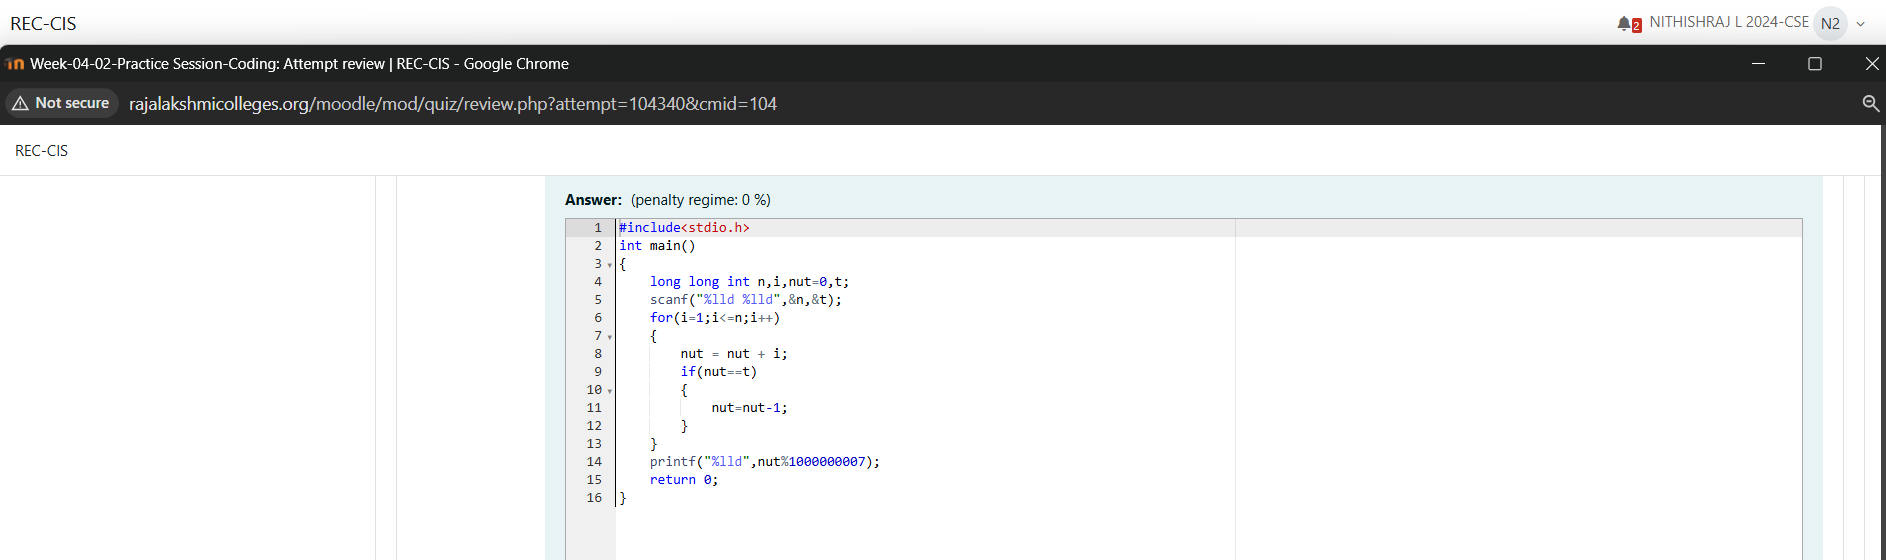 REC-CIS
2 NITHISHRAJ L 2024-CSE N2
Week-04-02-Practice Session-Coding: Attempt review | REC-CIS - Google Chrome
Not secure rajalakshmicolleges.org/moodle/mod/quiz/review.php?attempt=104340&cmid=104
REC-CIS
Answer: (penalty regime: 0 %)
1 #include<stdio.h>
2 int main()
3 {
4 long long int n,i,nut=0,t;
5 scanf("%lld %lld",&n,&t);
6 for(i=1;i<=n;i++)
7 {
8 nut = nut + i;
9 if(nut==t)
10 {
11 nut=nut-1;
12 }
13 }
14 printf("%lld",nut%1000000007);
15 return 0;
16 }